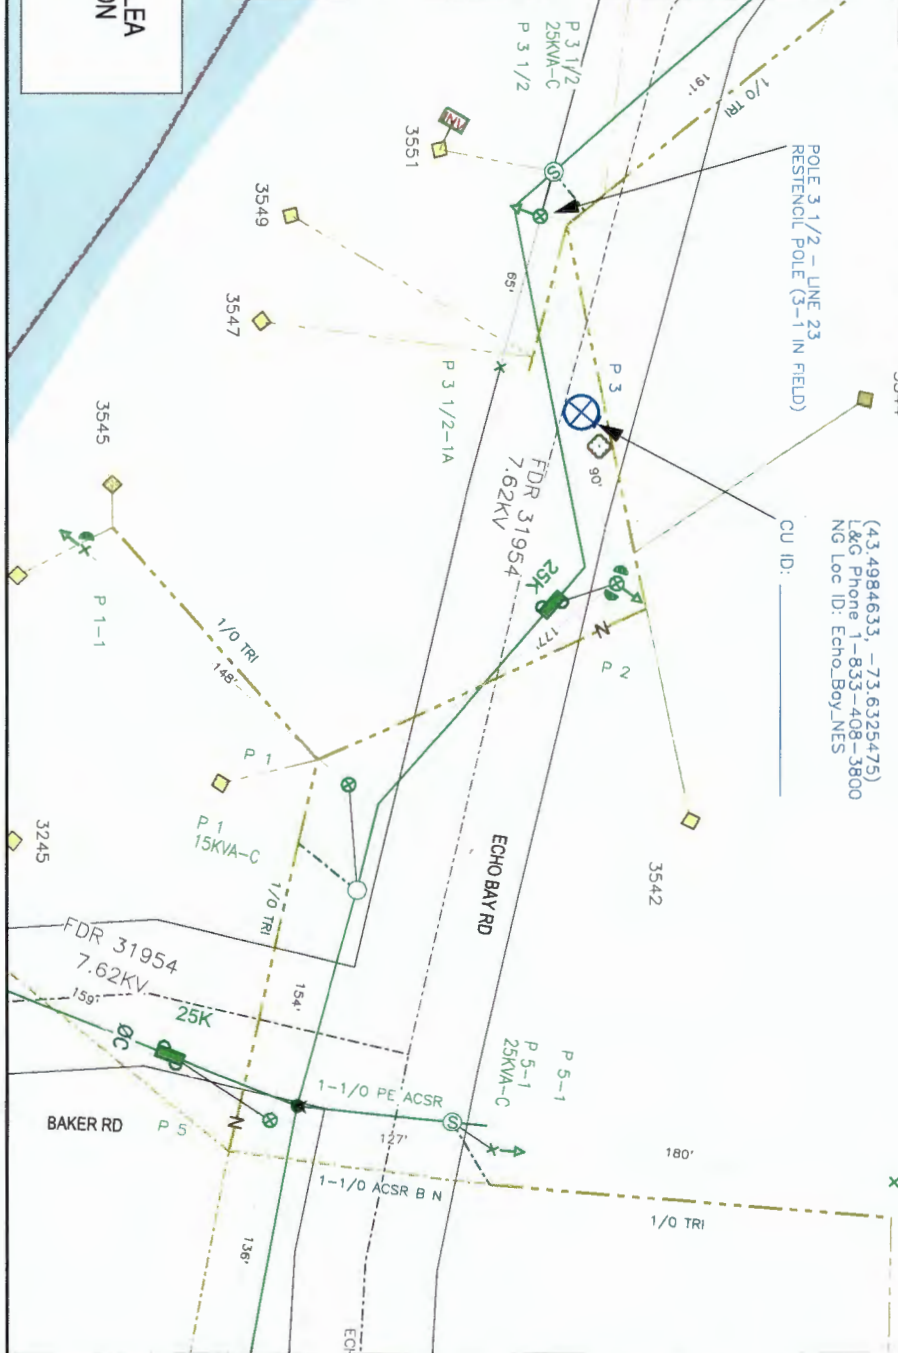 LEA
ON
P 3 1/2
25KVA-C
P 3 1/2
191'
1/0 TRI
POLE 3 1/2 - LINE 23
RESTENCIL POLE (3-1 IN FIELD)
INV
3551
S
3549
65'
3547
P 3 1/2-1A
P 3
90'
FDR 31954
7.62KV
(43.4984633, -73.6325475)
L&G Phone 1-833-408-3800
NG Loc ID: Echo_Bay_NES
CU ID:
25K
177'
N
P 2
3545
P 1-1
1/0 TRI
148'
P 1
P 1
15KVA-C
3542
3245
ECHO BAY RD
1/0 TRI
FDR 31954
7.62KV
159'
154'
25K
ØC
P 5-1
P 5-1
25KVA-C
1-1/0 PE ACSR
S
BAKER RD
P 5
N
127'
180'
1-1/0 ACSR B N
1/0 TRI
136'